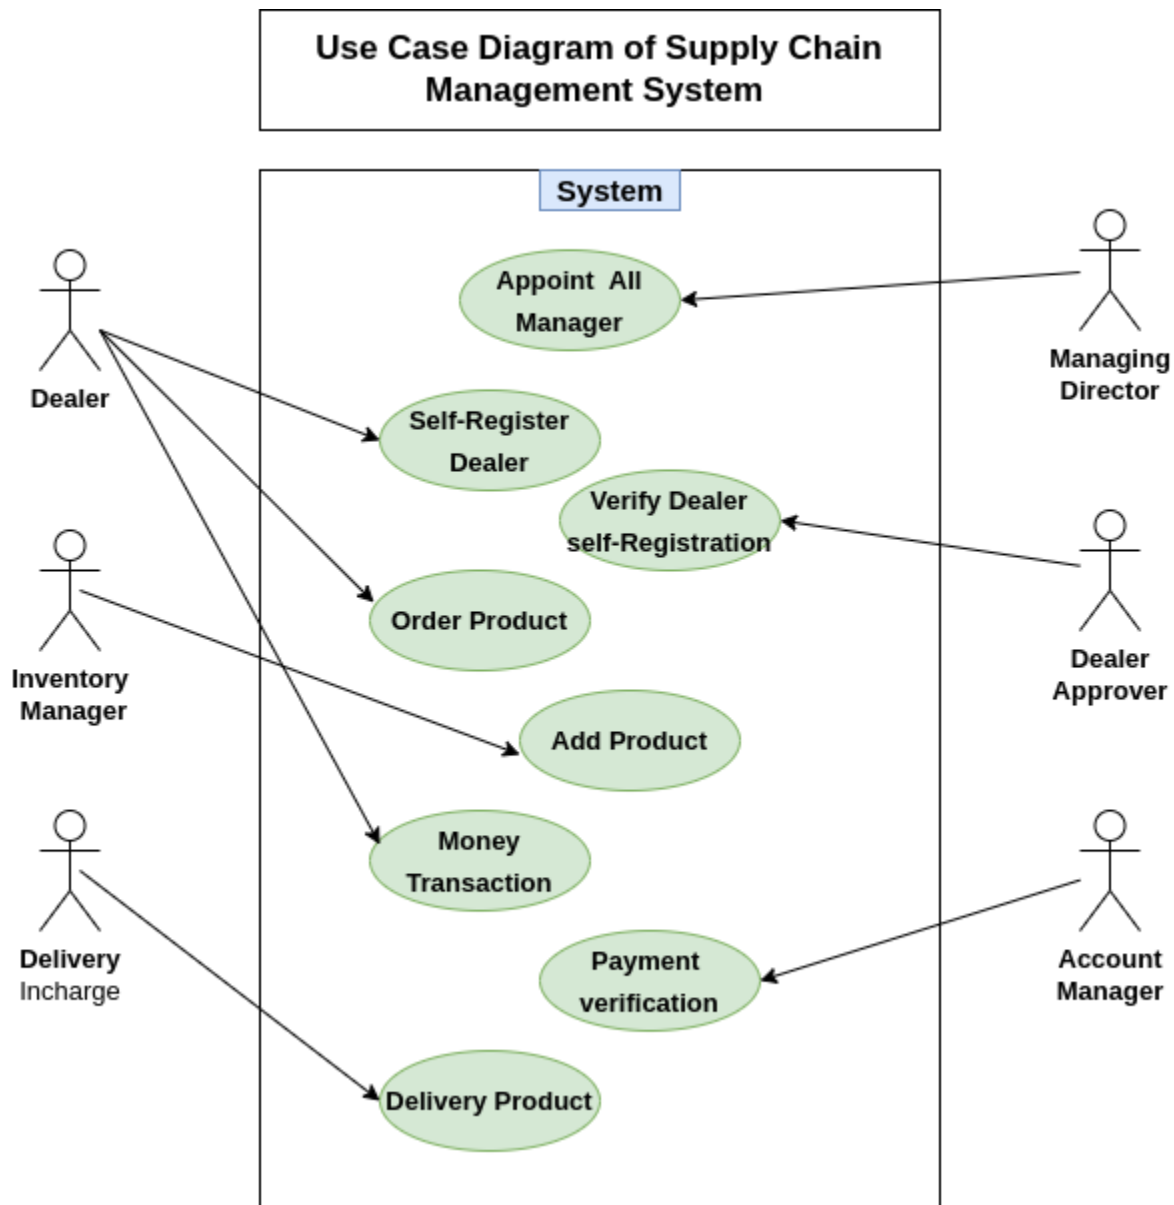 Use Case Diagram of Supply Chain
Management System
System
Appoint All
Manager
Managing
Director
Dealer
Self-Register
Dealer
Verify Dealer
self-Registration
Order Product
Inventory
Manager
Dealer
Approver
Add Product
Money
Transaction
Delivery
Incharge
Payment
verification
Account
Manager
Delivery Product